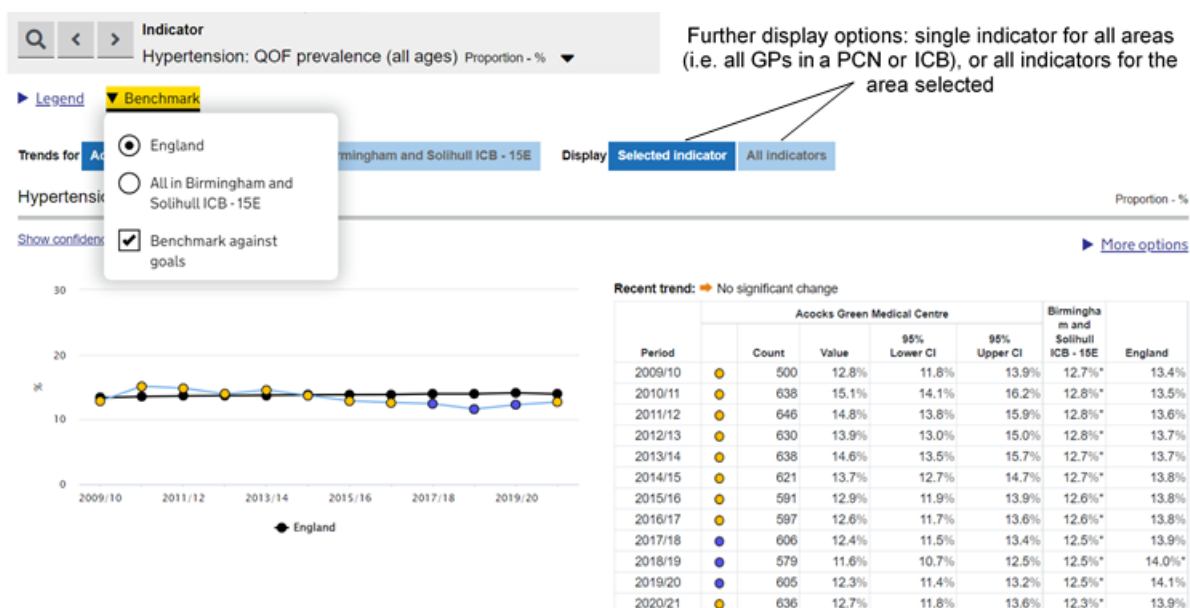 Indicator
Hypertension: QOF prevalence (all ages) Proportion - %
Further display options: single indicator for all areas
(i.e. all GPs in a PCN or ICB), or all indicators for the
area selected
Legend
Benchmark
England
All in Birmingham and
Solihull ICB - 15E
Benchmark against
goals
Trends for
rmingham and Solihull ICB - 15E
Display
Selected indicator
All indicators
Hypertensi
Proportion - %
Show confidenc
More options
30
20
10
0
%
2009/10 2011/12 2013/14 2015/16 2017/18 2019/20
England
Recent trend: No significant change
Acocks Green Medical Centre
Birmingha
m and
Solihull
ICB - 15E
Period Count Value 95% Lower CI 95% Upper CI England
2009/10 500 12.8% 11.8% 13.9% 12.7%* 13.4%
2010/11 638 15.1% 14.1% 16.2% 12.8%* 13.5%
2011/12 646 14.8% 13.8% 15.9% 12.8%* 13.6%
2012/13 630 13.9% 13.0% 15.0% 12.8%* 13.7%
2013/14 638 14.6% 13.5% 15.7% 12.7%* 13.7%
2014/15 621 13.7% 12.7% 14.7% 12.7%* 13.8%
2015/16 591 12.9% 11.9% 13.9% 12.6%* 13.8%
2016/17 597 12.6% 11.7% 13.6% 12.6%* 13.8%
2017/18 606 12.4% 11.5% 13.4% 12.5%* 13.9%
2018/19 579 11.6% 10.7% 12.5% 12.5%* 14.0%*
2019/20 605 12.3% 11.4% 13.2% 12.5%* 14.1%
2020/21 636 12.7% 11.8% 13.6% 12.3%* 13.9%